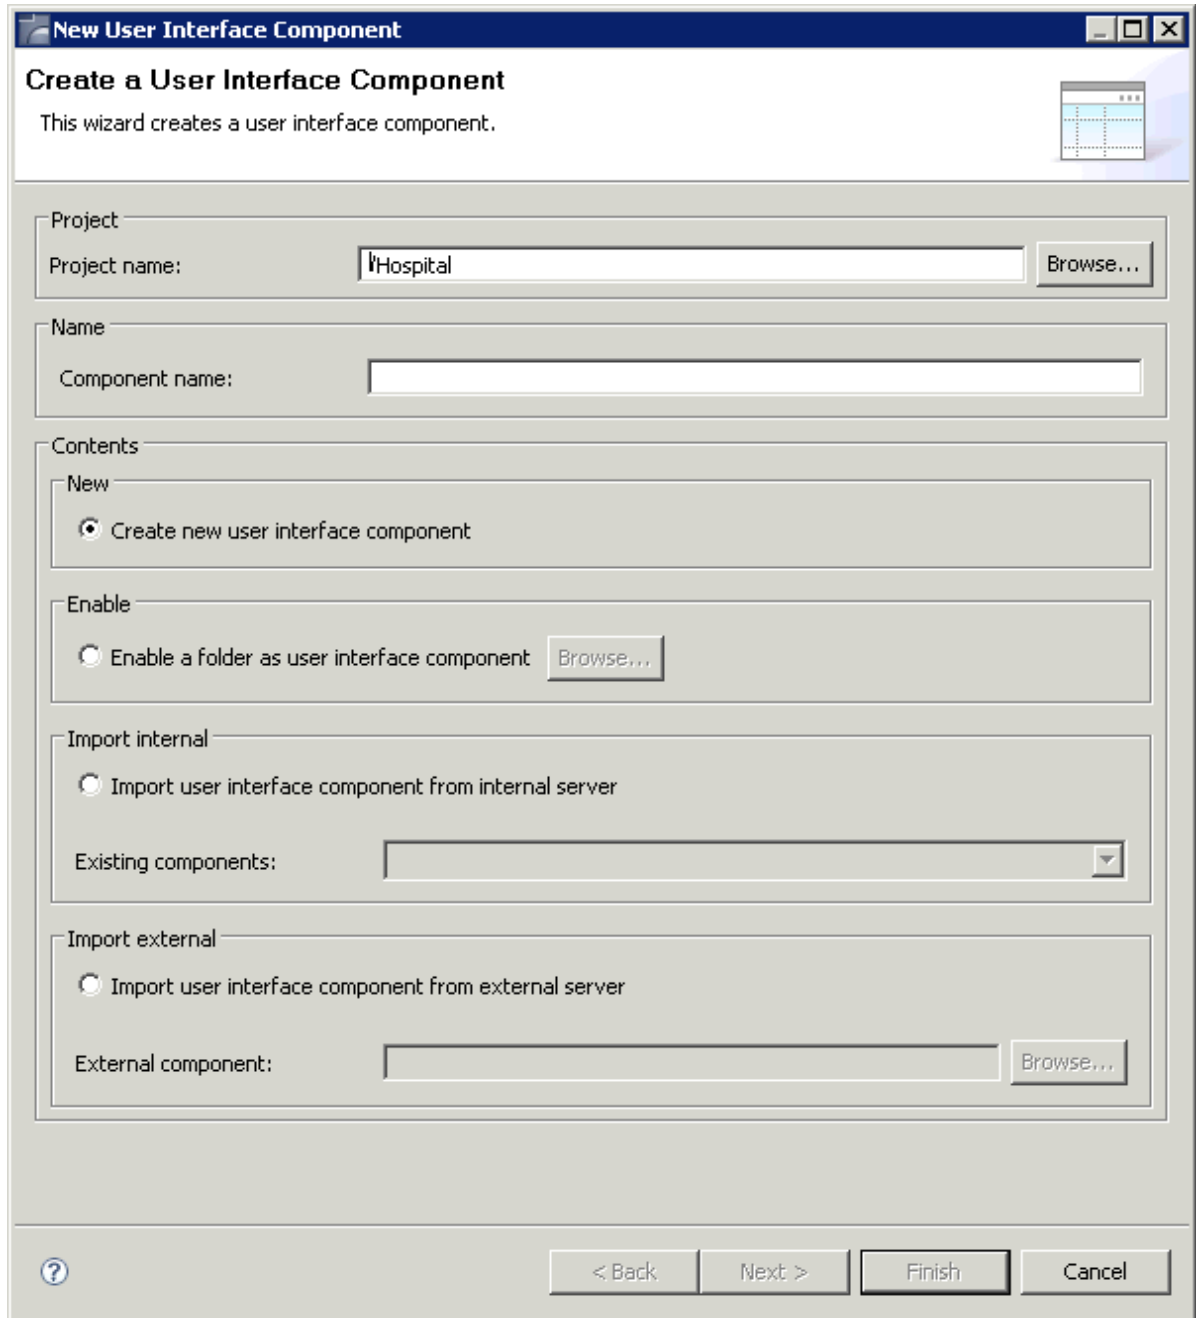 New User Interface Component
Create a User Interface Component
This wizard creates a user interface component.
Project
Project name: /Hospital Browse...
Name
Component name:
Contents
New
Create new user interface component
Enable
Enable a folder as user interface component Browse...
Import internal
Import user interface component from internal server
Existing components:
Import external
Import user interface component from external server
External component: Browse...
? < Back Next > Finish Cancel